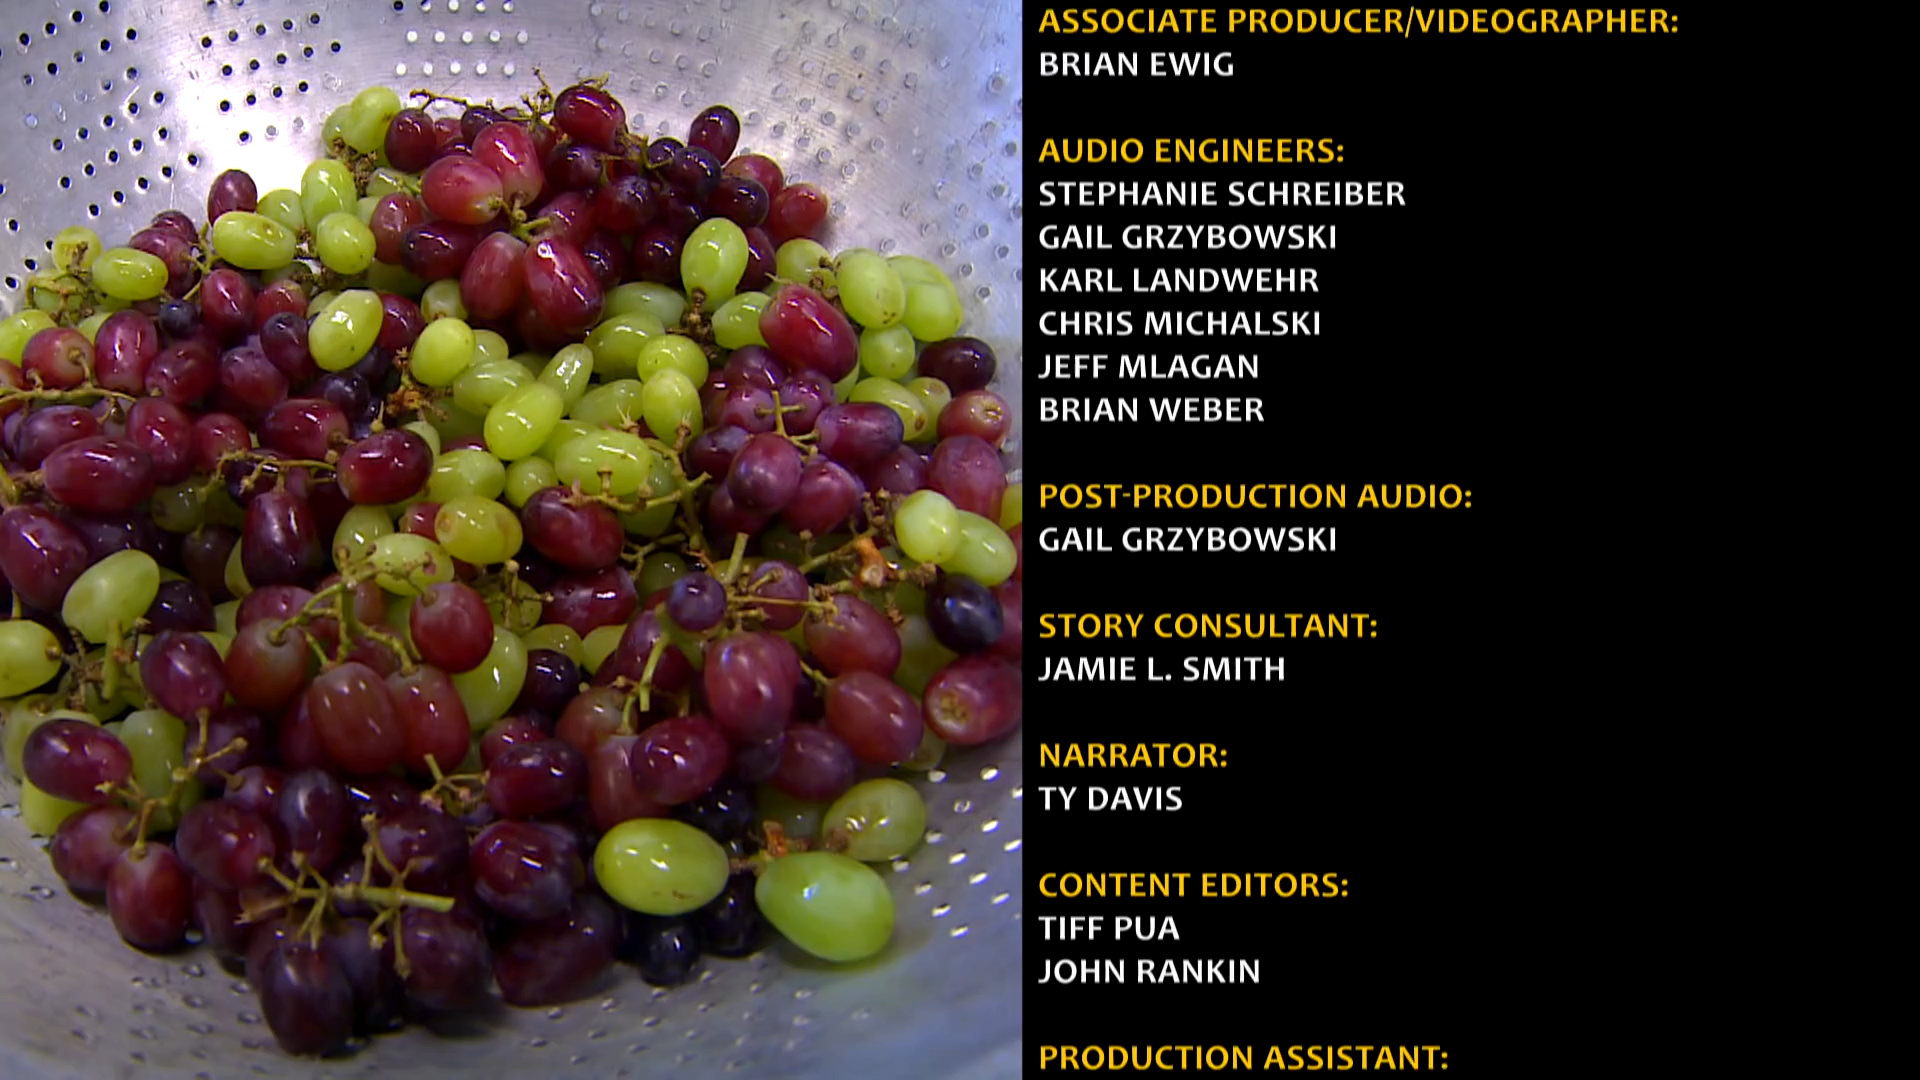 ASSOCIATE PRODUCER/VIDEOGRAPHER:
BRIAN EWIG
AUDIO ENGINEERS:
STEPHANIE SCHREIBER
GAIL GRZYBOWSKI
KARL LANDWEHR
CHRIS MICHALSKI
JEFF MLAGAN
BRIAN WEBER
POST-PRODUCTION AUDIO:
GAIL GRZYBOWSKI
STORY CONSULTANT:
JAMIE L. SMITH
NARRATOR:
TY DAVIS
CONTENT EDITORS:
TIFF PUA
JOHN RANKIN
PRODUCTION ASSISTANT: